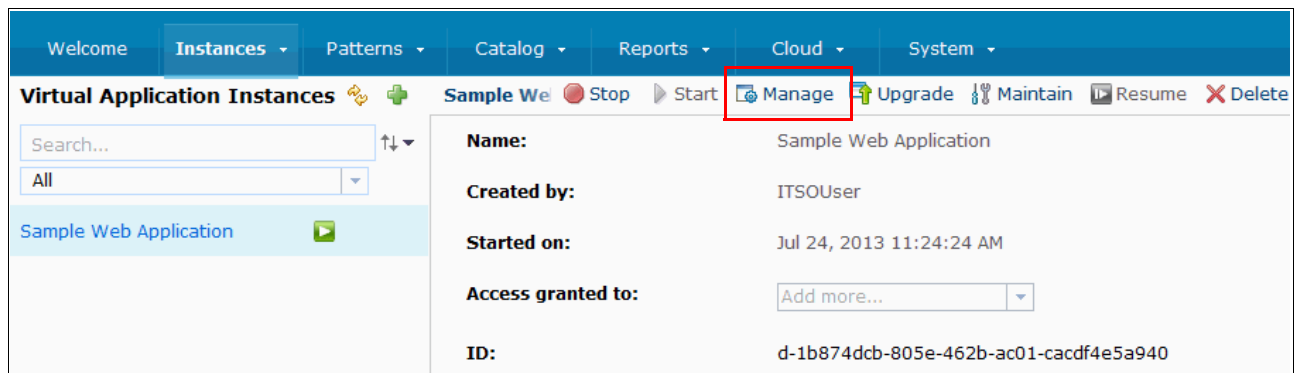 Welcome Instances Patterns Catalog Reports Cloud System
Virtual Application Instances Sample We Stop Start Manage Upgrade Maintain Resume Delete
Search...
All
Sample Web Application
Name: Sample Web Application
Created by: ITSOUser
Started on: Jul 24, 2013 11:24:24 AM
Access granted to: Add more...
ID: d-1b874dcb-805e-462b-ac01-cacdf4e5a940